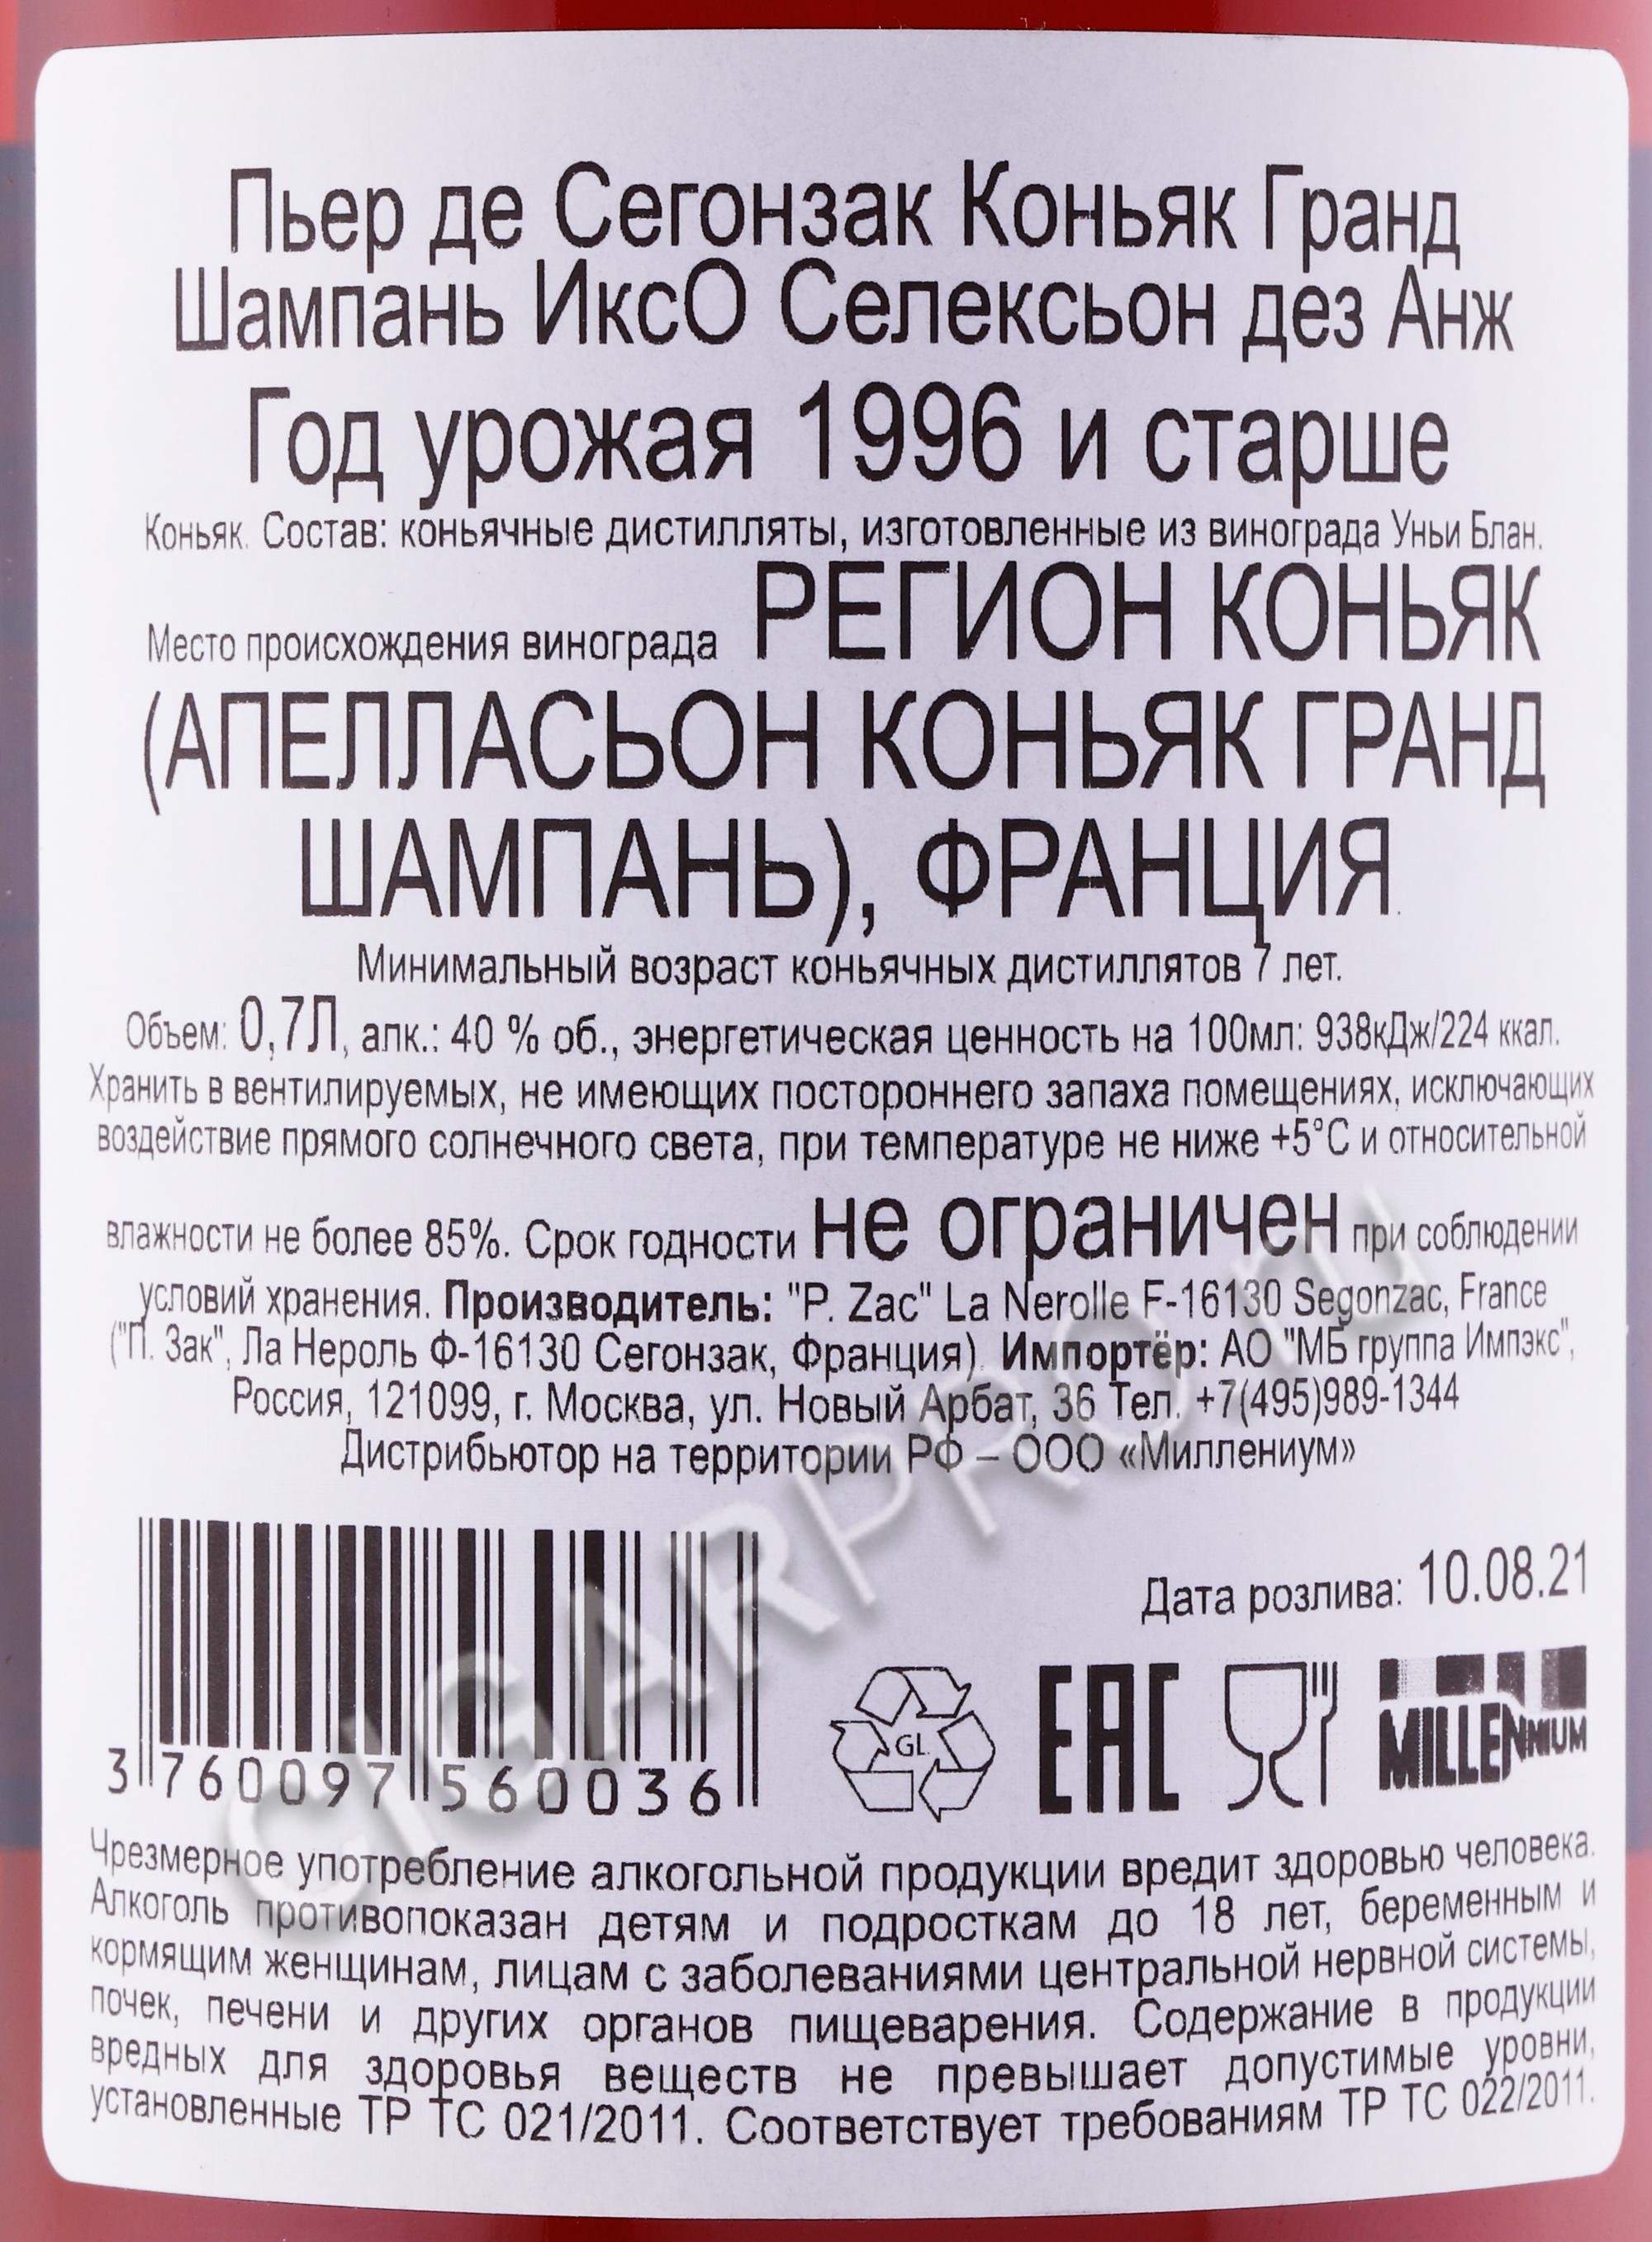 Пьер де Сегонзак Коньяк Гранд
Шампань ИксО Селексьон дез Анж
Год урожая 1996 и старше
Коньяк. Состав: коньячные дистилляты, изготовленные из винограда Уньи Блан.
Место происхождения винограда РЕГИОН КОНЬЯК
(АПЕЛЛАСЬОН КОНЬЯК ГРАНД
ШАМПАНЬ), ФРАНЦИЯ.
Минимальный возраст коньячных дистиллятов 7 лет.
Объем: 0,7Л, алк.: 40 % об., энергетическая ценность на 100мл: 938кДж/224 ккал.
Хранить в вентилируемых, не имеющих постороннего запаха помещениях, исключающих
воздействие прямого солнечного света, при температуре не ниже +5°С и относительной
влажности не более 85%. Срок годности не ограничен при соблюдении
условий хранения. Производитель: "P. Zac" La Nerolle F-16130 Segonzac, France
("П. Зак", Ла Нероль Ф-16130 Сегонзак, Франция). Импортёр: АО "МБ группа Импэкс",
Россия, 121099, г. Москва, ул. Новый Арбат, 36 Тел. +7(495)989-1344
Дистрибьютор на территории РФ – ООО «Миллениум»
Дата розлива: 10.08.21
3 760097 560036
GL
EAC
MILLENNIUM
Чрезмерное употребление алкогольной продукции вредит здоровью человека.
Алкоголь противопоказан детям и подросткам до 18 лет, беременным и
кормящим женщинам, лицам с заболеваниями центральной нервной системы,
почек, печени и других органов пищеварения. Содержание в продукции
вредных для здоровья веществ не превышает допустимые уровни,
установленные ТР ТС 021/2011. Соответствует требованиям ТР ТС 022/2011.
CIGARPRO.ru